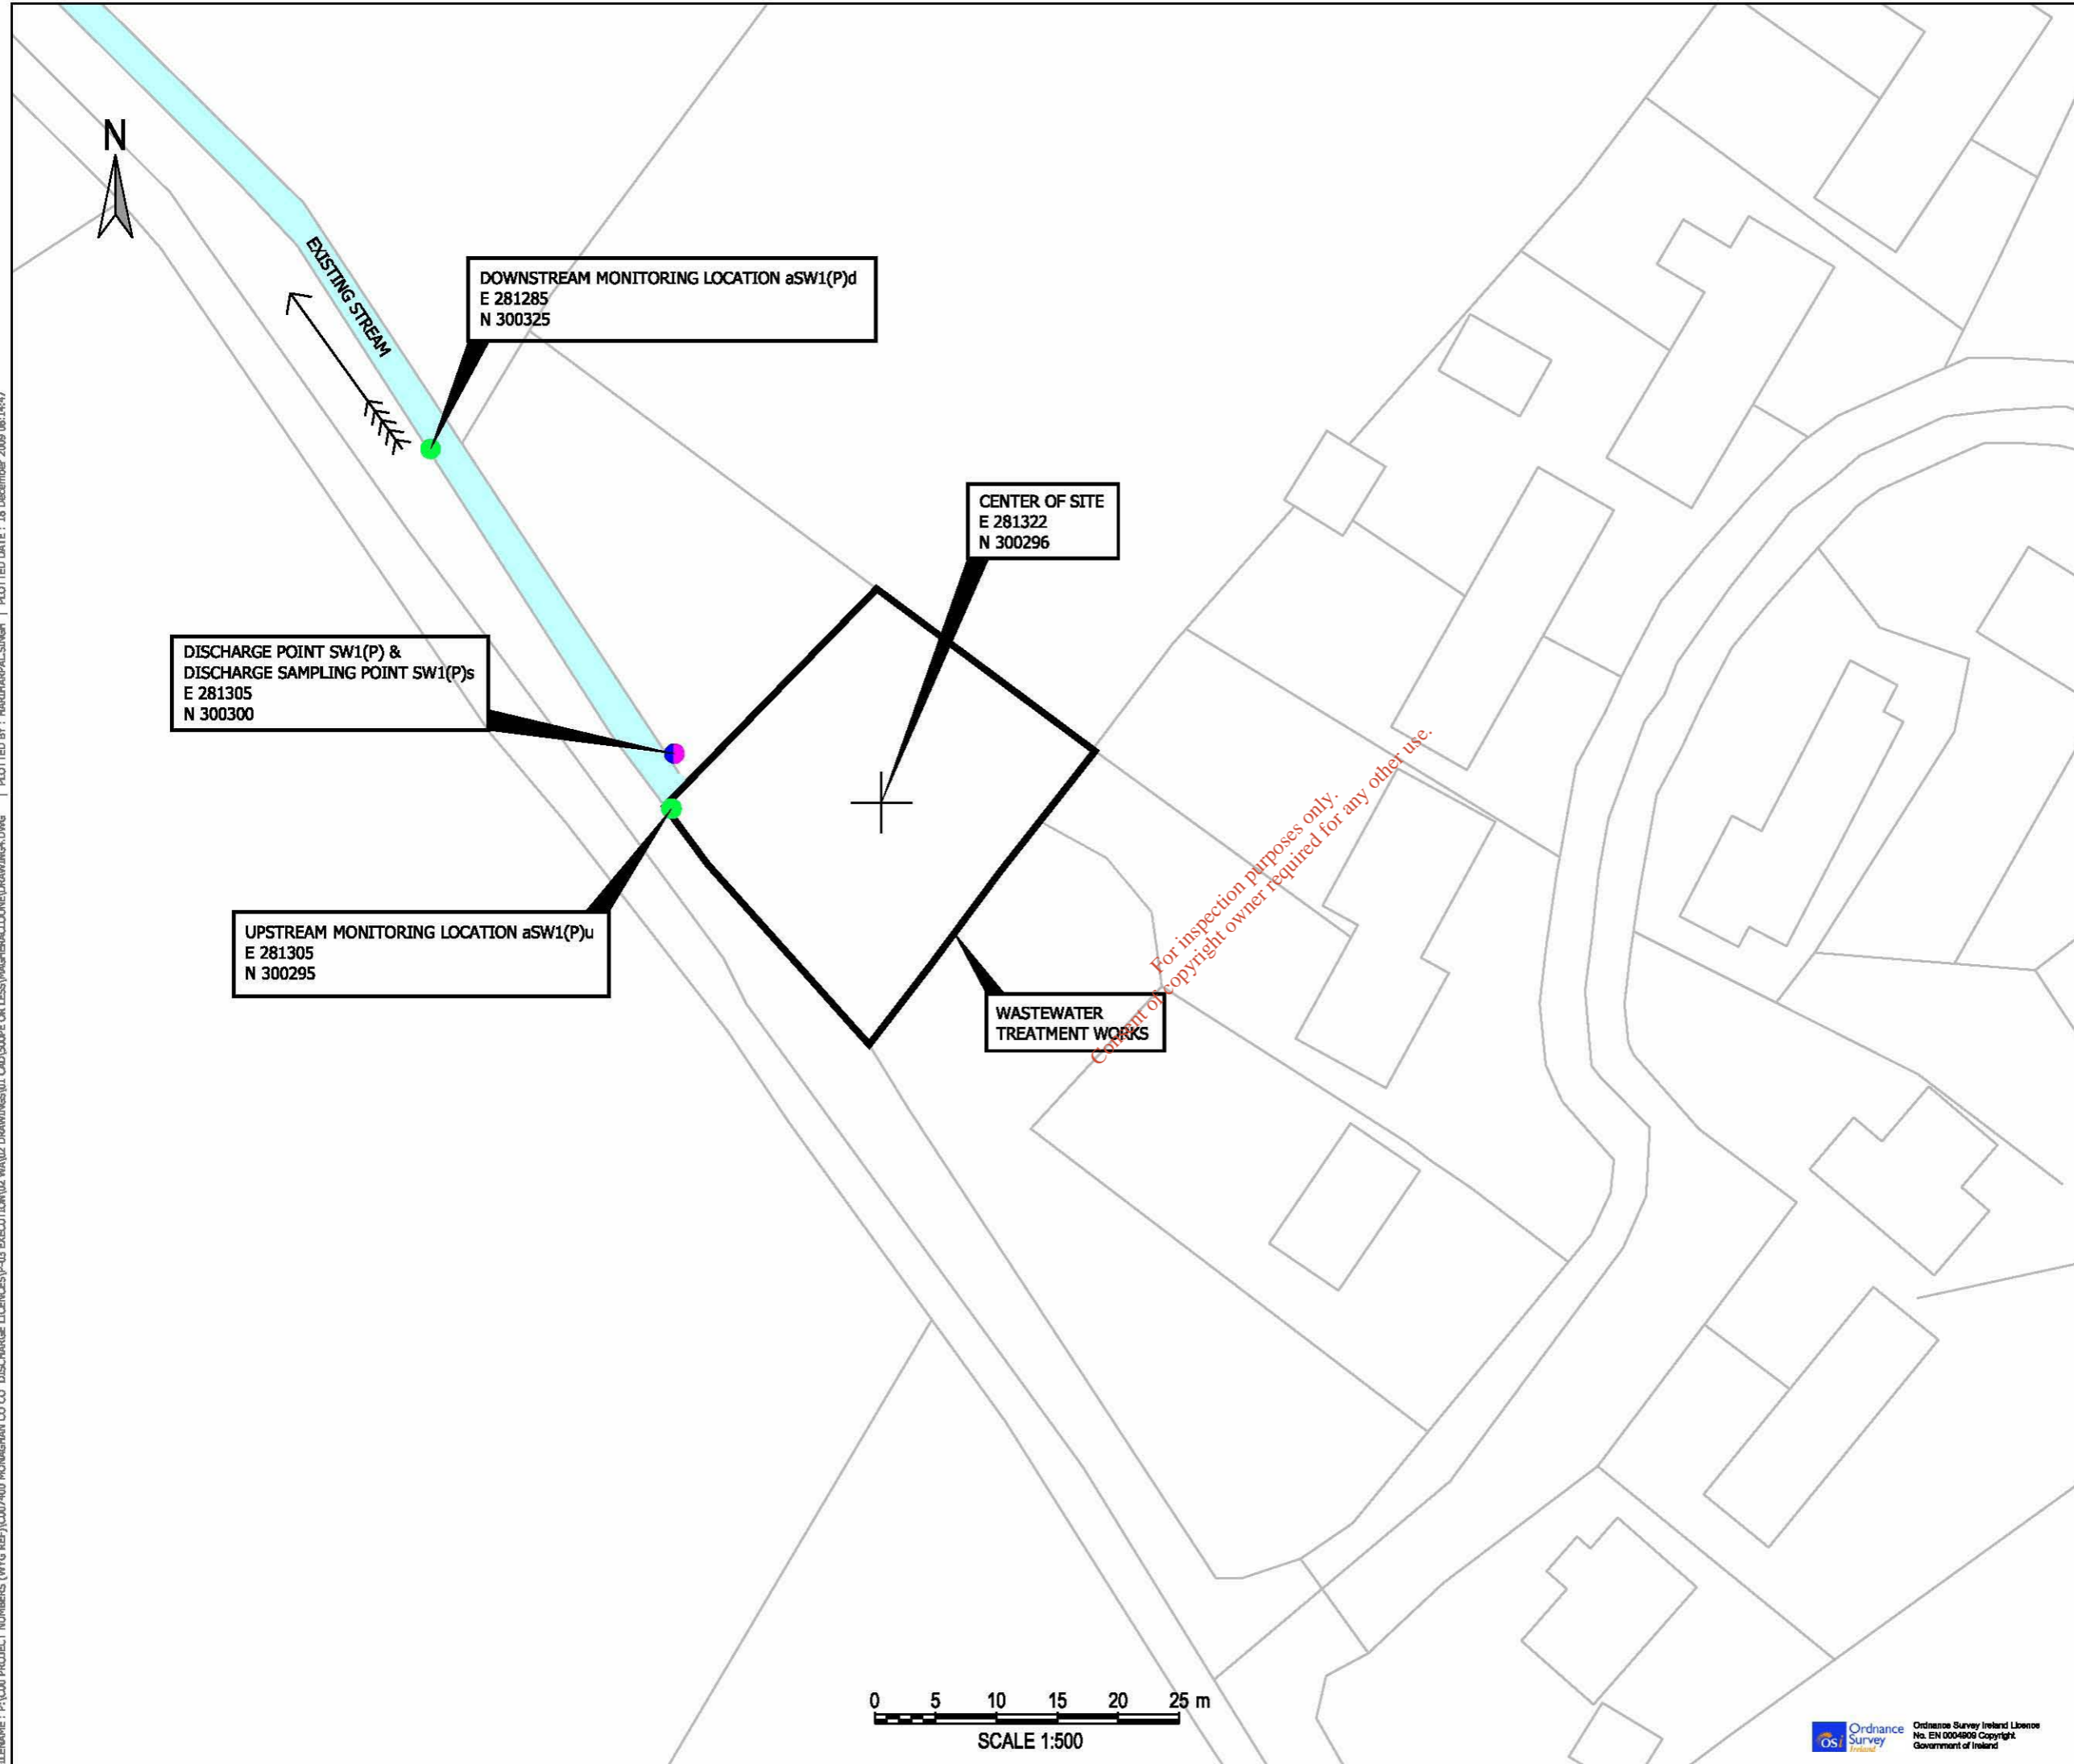 N
EXISTING STREAM
DOWNSTREAM MONITORING LOCATION aSW1(P)d
E 281285
N 300325
CENTER OF SITE
E 281322
N 300296
DISCHARGE POINT SW1(P) &
DISCHARGE SAMPLING POINT SW1(P)s
E 281305
N 300300
UPSTREAM MONITORING LOCATION aSW1(P)u
E 281305
N 300295
WASTEWATER
TREATMENT WORKS
For inspection purposes only.
Consent of copyright owner required for any other use.
0 5 10 15 20 25 m
SCALE 1:500
OSi
Ordnance
Survey
Ireland
Ordnance Survey Ireland Licence
No. EN 0004909 Copyright
Government of Ireland